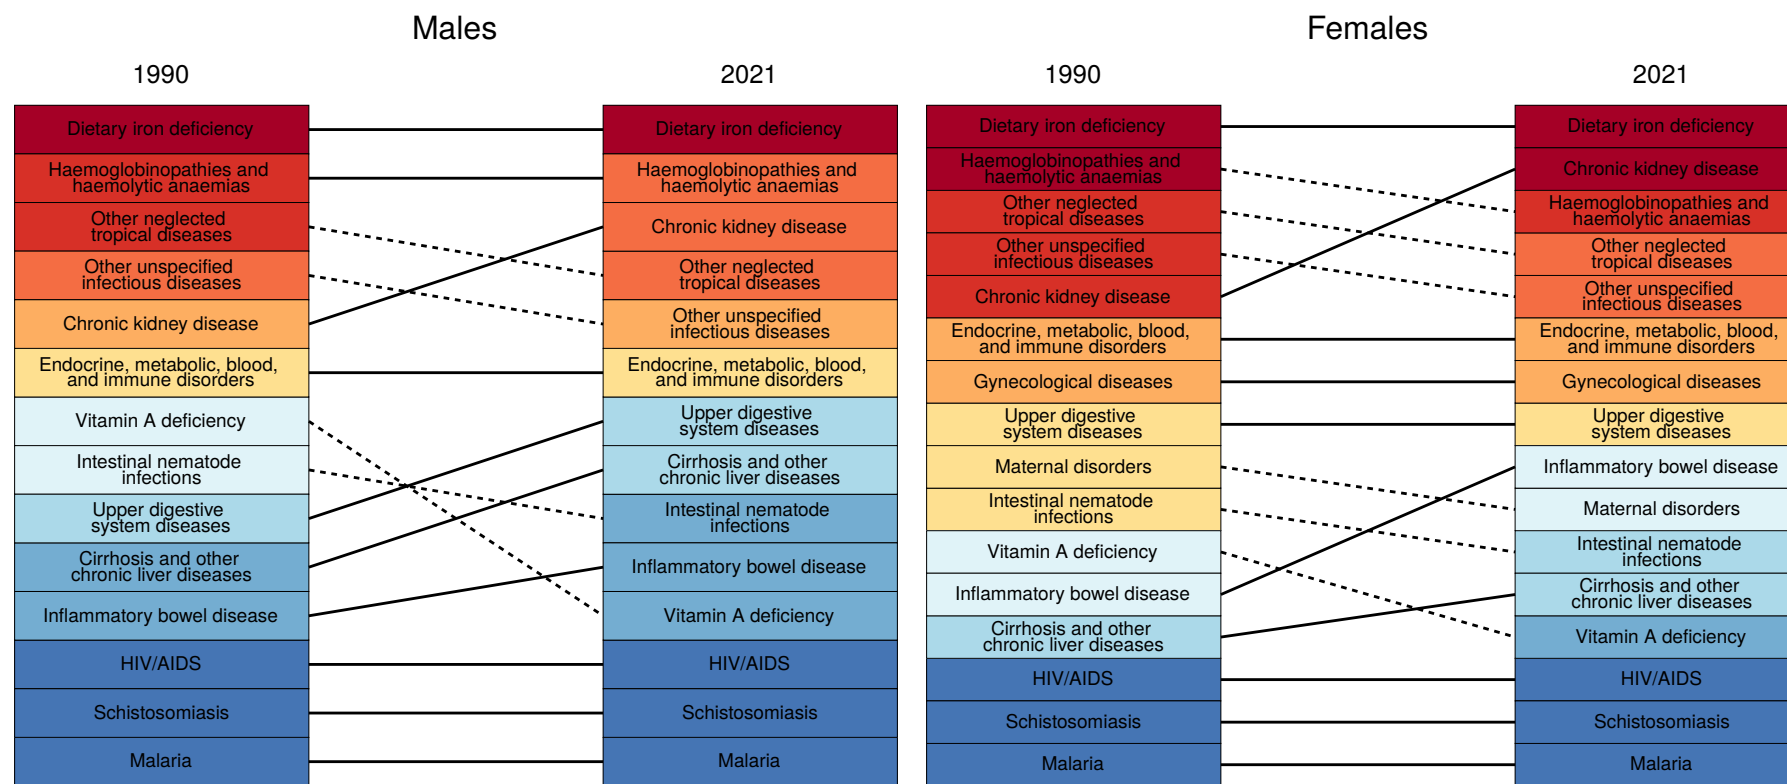 Males
1990
2021
Dietary iron deficiency
Haemoglobinopathies and
haemolytic anaemias
Other neglected
tropical diseases
Other unspecified
infectious diseases
Chronic kidney disease
Endocrine, metabolic, blood,
and immune disorders
Vitamin A deficiency
Intestinal nematode
infections
Upper digestive
system diseases
Cirrhosis and other
chronic liver diseases
Inflammatory bowel disease
HIV/AIDS
Schistosomiasis
Malaria
Dietary iron deficiency
Haemoglobinopathies and
haemolytic anaemias
Chronic kidney disease
Other neglected
tropical diseases
Other unspecified
infectious diseases
Endocrine, metabolic, blood,
and immune disorders
Upper digestive
system diseases
Cirrhosis and other
chronic liver diseases
Intestinal nematode
infections
Inflammatory bowel disease
Vitamin A deficiency
HIV/AIDS
Schistosomiasis
Malaria
Females
1990
2021
Dietary iron deficiency
Haemoglobinopathies and
haemolytic anaemias
Other neglected
tropical diseases
Other unspecified
infectious diseases
Chronic kidney disease
Endocrine, metabolic, blood,
and immune disorders
Gynecological diseases
Upper digestive
system diseases
Maternal disorders
Intestinal nematode
infections
Vitamin A deficiency
Inflammatory bowel disease
Cirrhosis and other
chronic liver diseases
HIV/AIDS
Schistosomiasis
Malaria
Dietary iron deficiency
Chronic kidney disease
Haemoglobinopathies and
haemolytic anaemias
Other neglected
tropical diseases
Other unspecified
infectious diseases
Endocrine, metabolic, blood,
and immune disorders
Gynecological diseases
Upper digestive
system diseases
Inflammatory bowel disease
Maternal disorders
Intestinal nematode
infections
Cirrhosis and other
chronic liver diseases
Vitamin A deficiency
HIV/AIDS
Schistosomiasis
Malaria